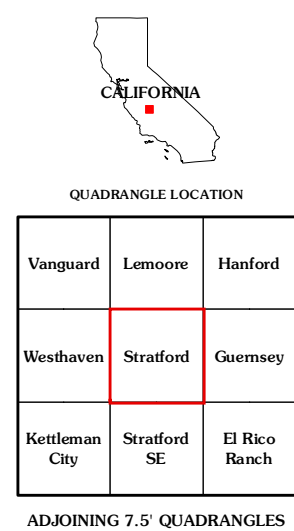 CALIFORNIA
QUADRANGLE LOCATION
Vanguard Lemoore Hanford
Westhaven Stratford Guernsey
Kettleman City Stratford SE El Rico Ranch
ADJOINING 7.5' QUADRANGLES